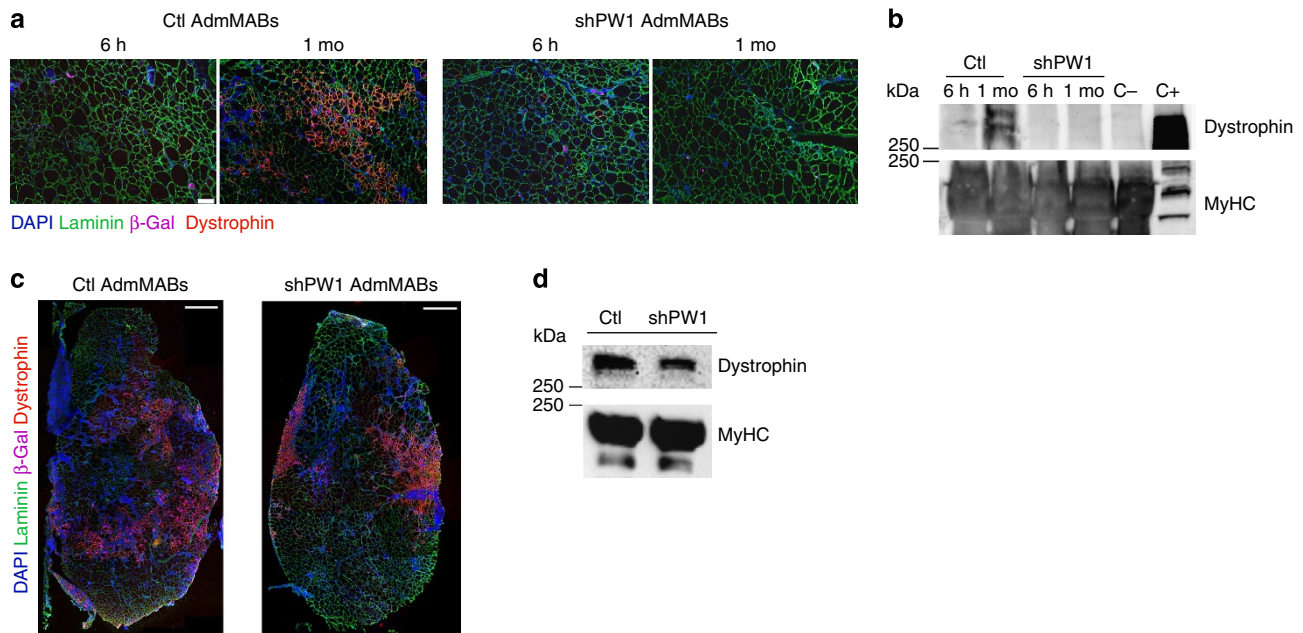 a
Ctl AdmMABs
shPW1 AdmMABs
6 h
1 mo
6 h
1 mo
DAPI Laminin β-Gal Dystrophin
b
Ctl
shPW1
kDa
6 h 1 mo 6 h 1 mo C– C+
Dystrophin
250
250
MyHC
c
Ctl AdmMABs
shPW1 AdmMABs
DAPI Laminin β-Gal Dystrophin
d
Ctl shPW1
kDa
Dystrophin
250
250
MyHC